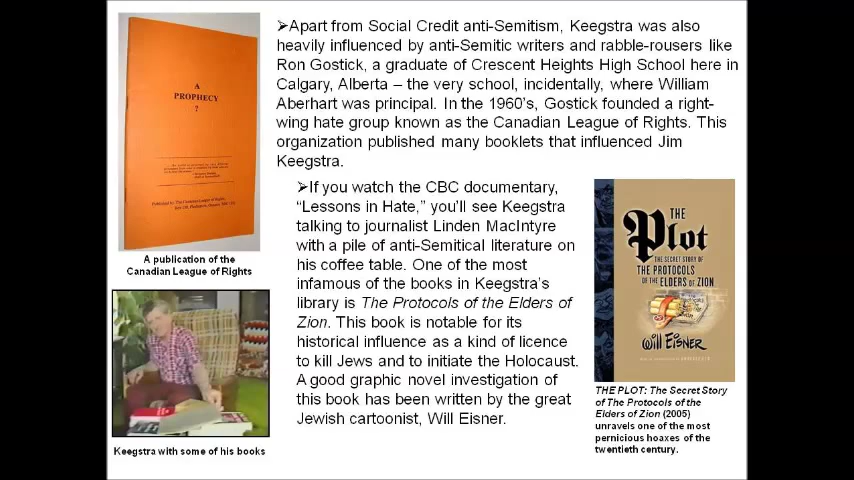 ➢Apart from Social Credit anti-Semitism, Keegstra was also
heavily influenced by anti-Semitic writers and rabble-rousers like
Ron Gostick, a graduate of Crescent Heights High School here in
Calgary, Alberta – the very school, incidentally, where William
Aberhart was principal. In the 1960's, Gostick founded a right-
wing hate group known as the Canadian League of Rights. This
organization published many booklets that influenced Jim
Keegstra.
A
PROPHECY
?
A publication of the
Canadian League of Rights
➢If you watch the CBC documentary,
“Lessons in Hate,” you'll see Keegstra
talking to journalist Linden MacIntyre
with a pile of anti-Semitical literature on
his coffee table. One of the most
infamous of the books in Keegstra's
library is The Protocols of the Elders of
Zion. This book is notable for its
historical influence as a kind of licence
to kill Jews and to initiate the Holocaust.
A good graphic novel investigation of
this book has been written by the great
Jewish cartoonist, Will Eisner.
Keegstra with some of his books
THE
Plot
THE SECRET STORY OF
THE PROTOCOLS
OF THE ELDERS OF ZION
WILL EISNER
THE PLOT: The Secret Story
of The Protocols of the
Elders of Zion (2005)
unravels one of the most
pernicious hoaxes of the
twentieth century.